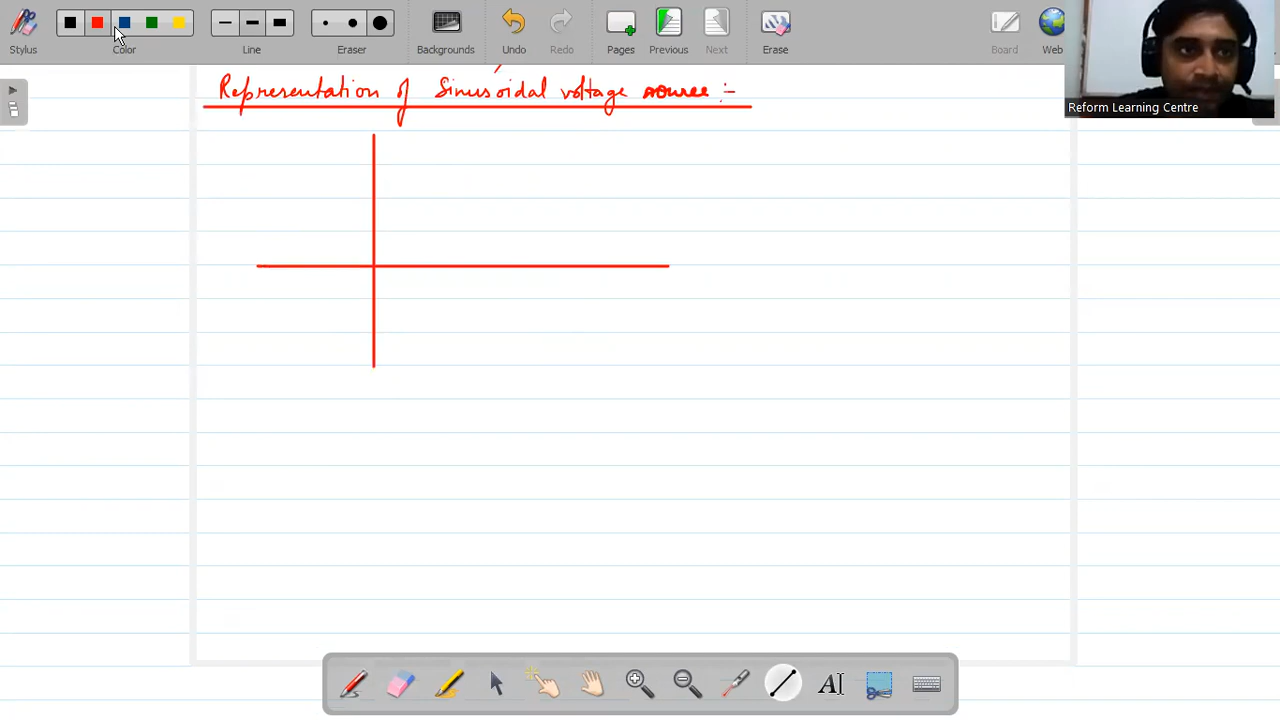 Stylus Color Line Eraser Backgrounds Undo Redo Pages Previous Next Erase Board Web
Reform Learning Centre
Representation of Sinusoidal voltage source :-
AI